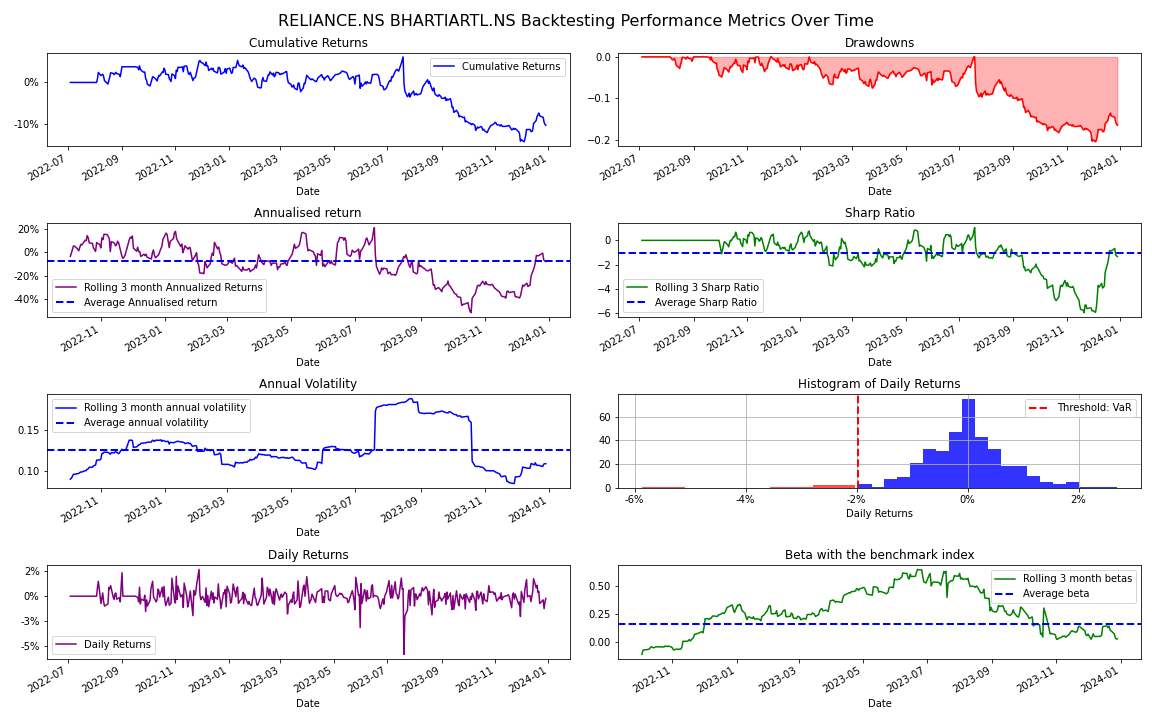 RELIANCE.NS BHARTIARTL.NS Backtesting Performance Metrics Over Time
Cumulative Returns
Cumulative Returns
0%
-10%
2022-07 2022-09 2022-11 2023-01 2023-03 2023-05 2023-07 2023-09 2023-11 2024-01
Date
Drawdowns
0.0
−0.1
−0.2
2022-07 2022-09 2022-11 2023-01 2023-03 2023-05 2023-07 2023-09 2023-11 2024-01
Date
Annualised return
20%
0%
-20%
-40%
Rolling 3 month Annualized Returns
Average Annualised return
2022-11 2023-01 2023-03 2023-05 2023-07 2023-09 2023-11 2024-01
Date
Sharp Ratio
0
−2
−4
−6
Rolling 3 Sharp Ratio
Average Sharp Ratio
2022-07 2022-09 2022-11 2023-01 2023-03 2023-05 2023-07 2023-09 2023-11 2024-01
Date
Annual Volatility
Rolling 3 month annual volatility
Average annual volatility
0.15
0.10
2022-11 2023-01 2023-03 2023-05 2023-07 2023-09 2023-11 2024-01
Date
Histogram of Daily Returns
Threshold: VaR
60
40
20
0
-6% -4% -2% 0% 2%
Daily Returns
Daily Returns
2%
0%
-3%
-5%
Daily Returns
2022-07 2022-09 2022-11 2023-01 2023-03 2023-05 2023-07 2023-09 2023-11 2024-01
Date
Beta with the benchmark index
Rolling 3 month betas
Average beta
0.50
0.25
0.00
2022-11 2023-01 2023-03 2023-05 2023-07 2023-09 2023-11 2024-01
Date